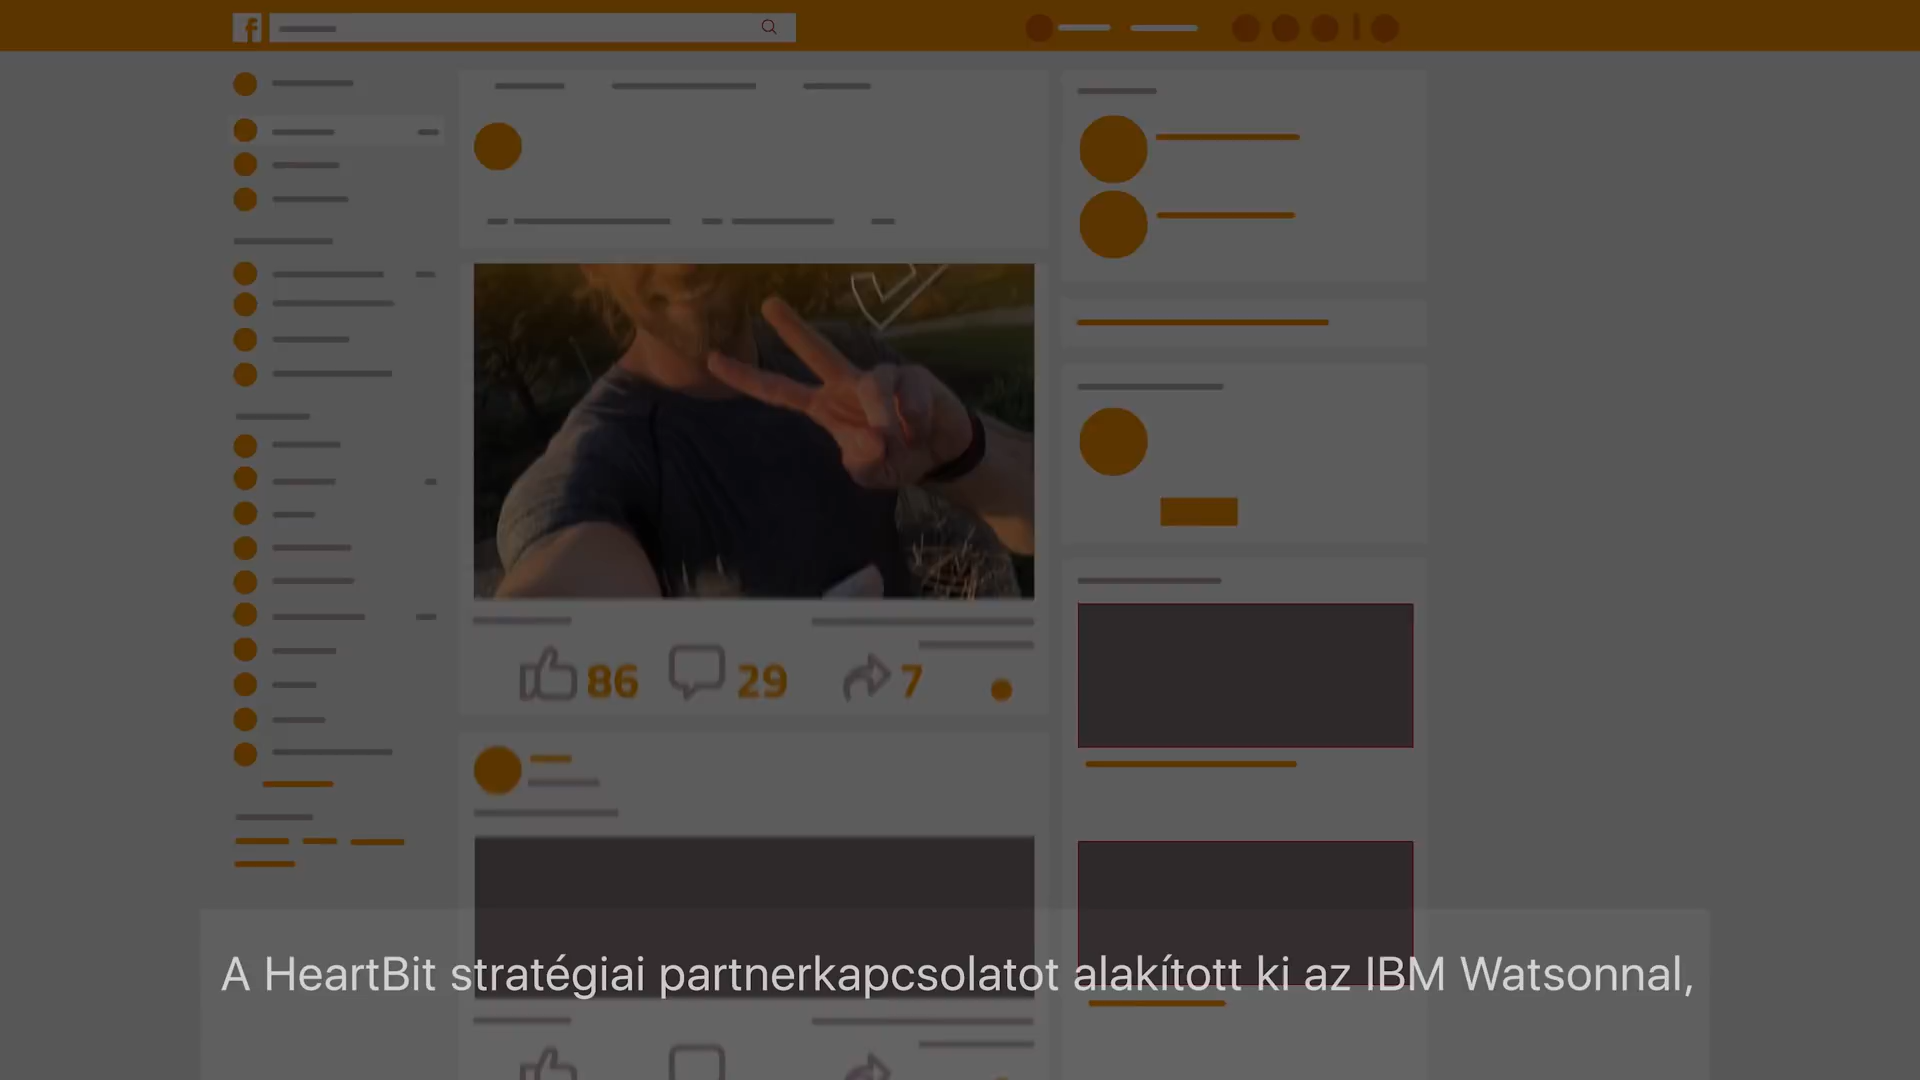 f
86 29 7
A HeartBit stratégiai partnerkapcsolatot alakított ki az IBM Watsonnal,